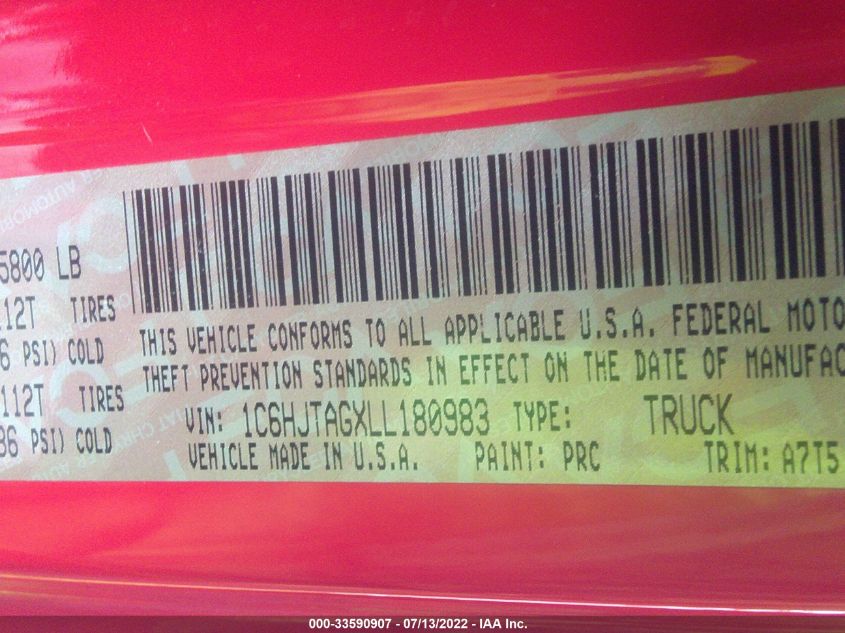 5800 LB
112T TIRES
6 PSI) COLD
112T TIRES
36 PSI) COLD
THIS VEHICLE CONFORMS TO ALL APPLICABLE U.S.A. FEDERAL MOTO
THEFT PREVENTION STANDARDS IN EFFECT ON THE DATE OF MANUFAC
VIN: 1C6HJTAGXLL180983 TYPE: TRUCK
VEHICLE MADE IN U.S.A. PAINT: PRC TRIM: A7T5
000-33590907 - 07/13/2022 - IAA Inc.